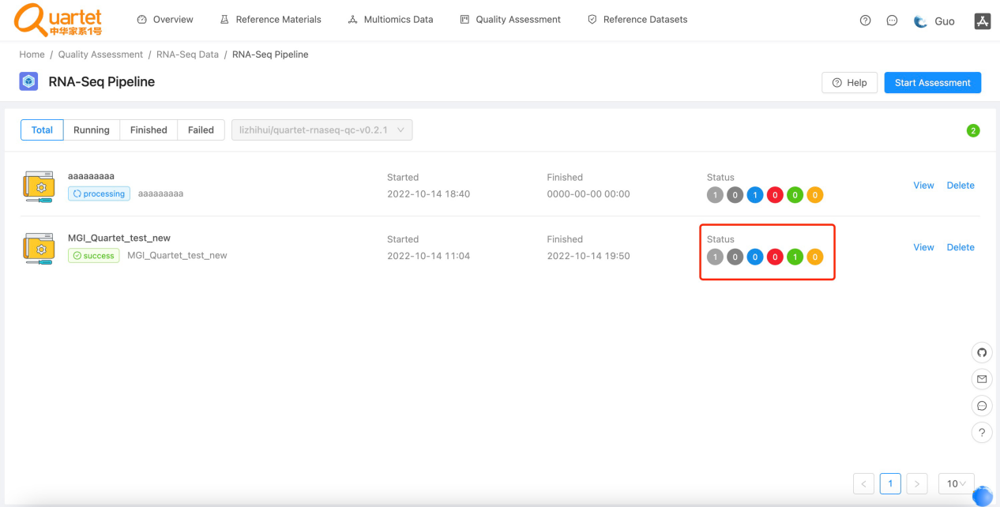 Quartet
中华家系1号
Overview
Reference Materials
Multiomics Data
Quality Assessment
Reference Datasets
Guo
Home / Quality Assessment / RNA-Seq Data / RNA-Seq Pipeline
RNA-Seq Pipeline
Help
Start Assessment
Total
Running
Finished
Failed
lizhihui/quartet-rnaseq-qc-v0.2.1
2
aaaaaaaaa
processing
aaaaaaaaa
Started
2022-10-14 18:40
Finished
0000-00-00 00:00
Status
1 0 1 0 0 0
View
Delete
MGI_Quartet_test_new
success
MGI_Quartet_test_new
Started
2022-10-14 11:04
Finished
2022-10-14 19:50
Status
1 0 0 0 1 0
View
Delete
?
< 1 >
10